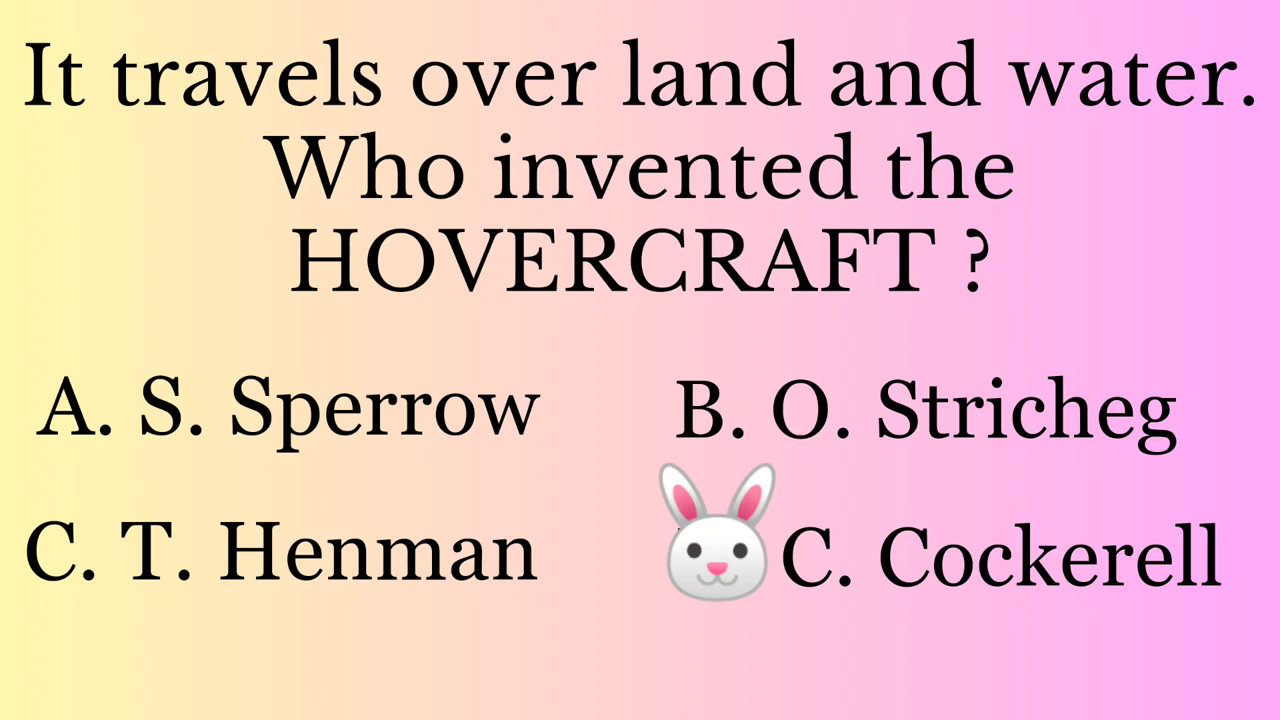 It travels over land and water.
Who invented the
HOVERCRAFT ?
A. S. Sperrow
B. O. Stricheg
C. T. Henman
C. Cockerell